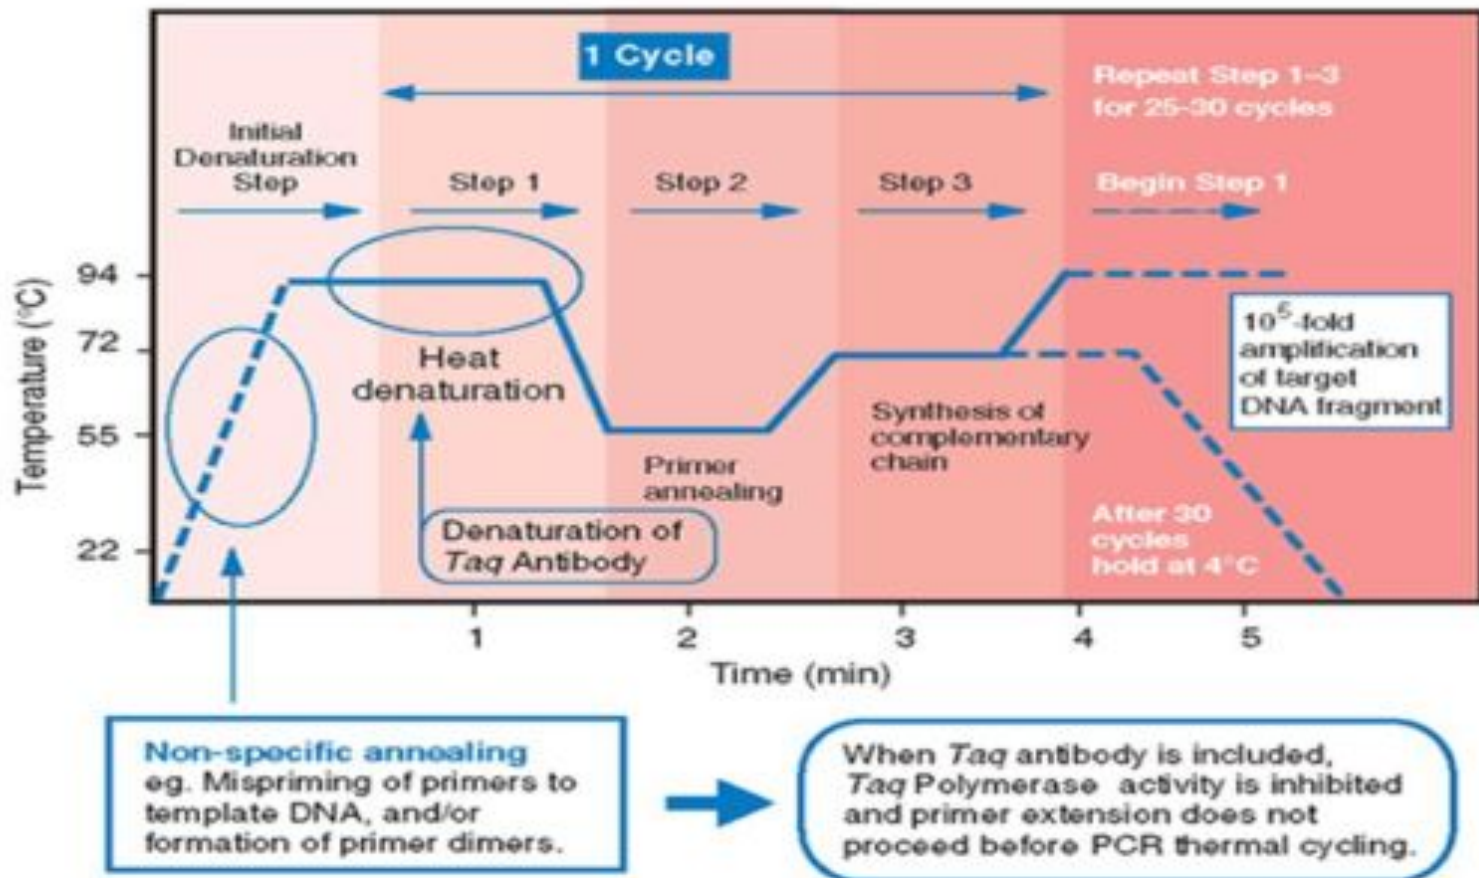 1 Cycle
Repeat Step 1–3
for 25-30 cycles
Initial
Denaturation
Step
Step 1
Step 2
Step 3
Begin Step 1
Temperature (°C)
94
72
55
22
Heat
denaturation
Denaturation of
Taq Antibody
Primer
annealing
Synthesis of
complementary
chain
10⁵-fold
amplification
of target
DNA fragment
After 30
cycles
hold at 4°C
1 2 3 4 5
Time (min)
Non-specific annealing
eg. Mispriming of primers to
template DNA, and/or
formation of primer dimers.
When Taq antibody is included,
Taq Polymerase activity is inhibited
and primer extension does not
proceed before PCR thermal cycling.